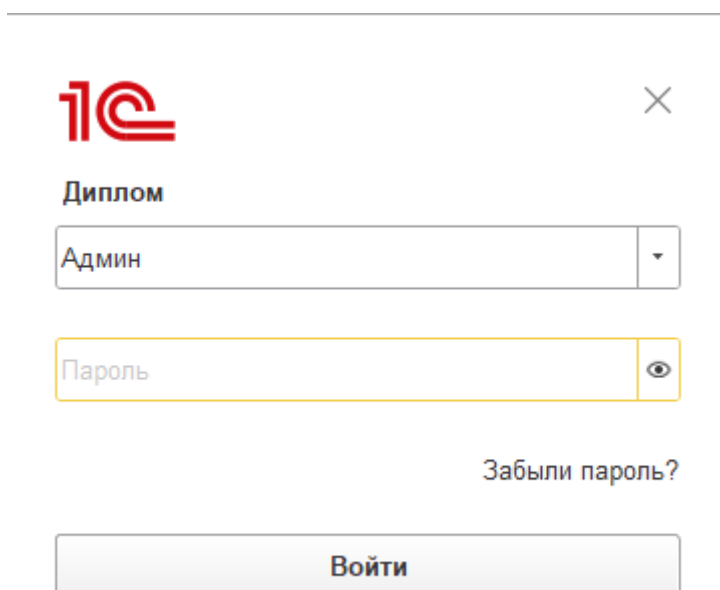 1С
Диплом
Админ
Пароль
Забыли пароль?
Войти